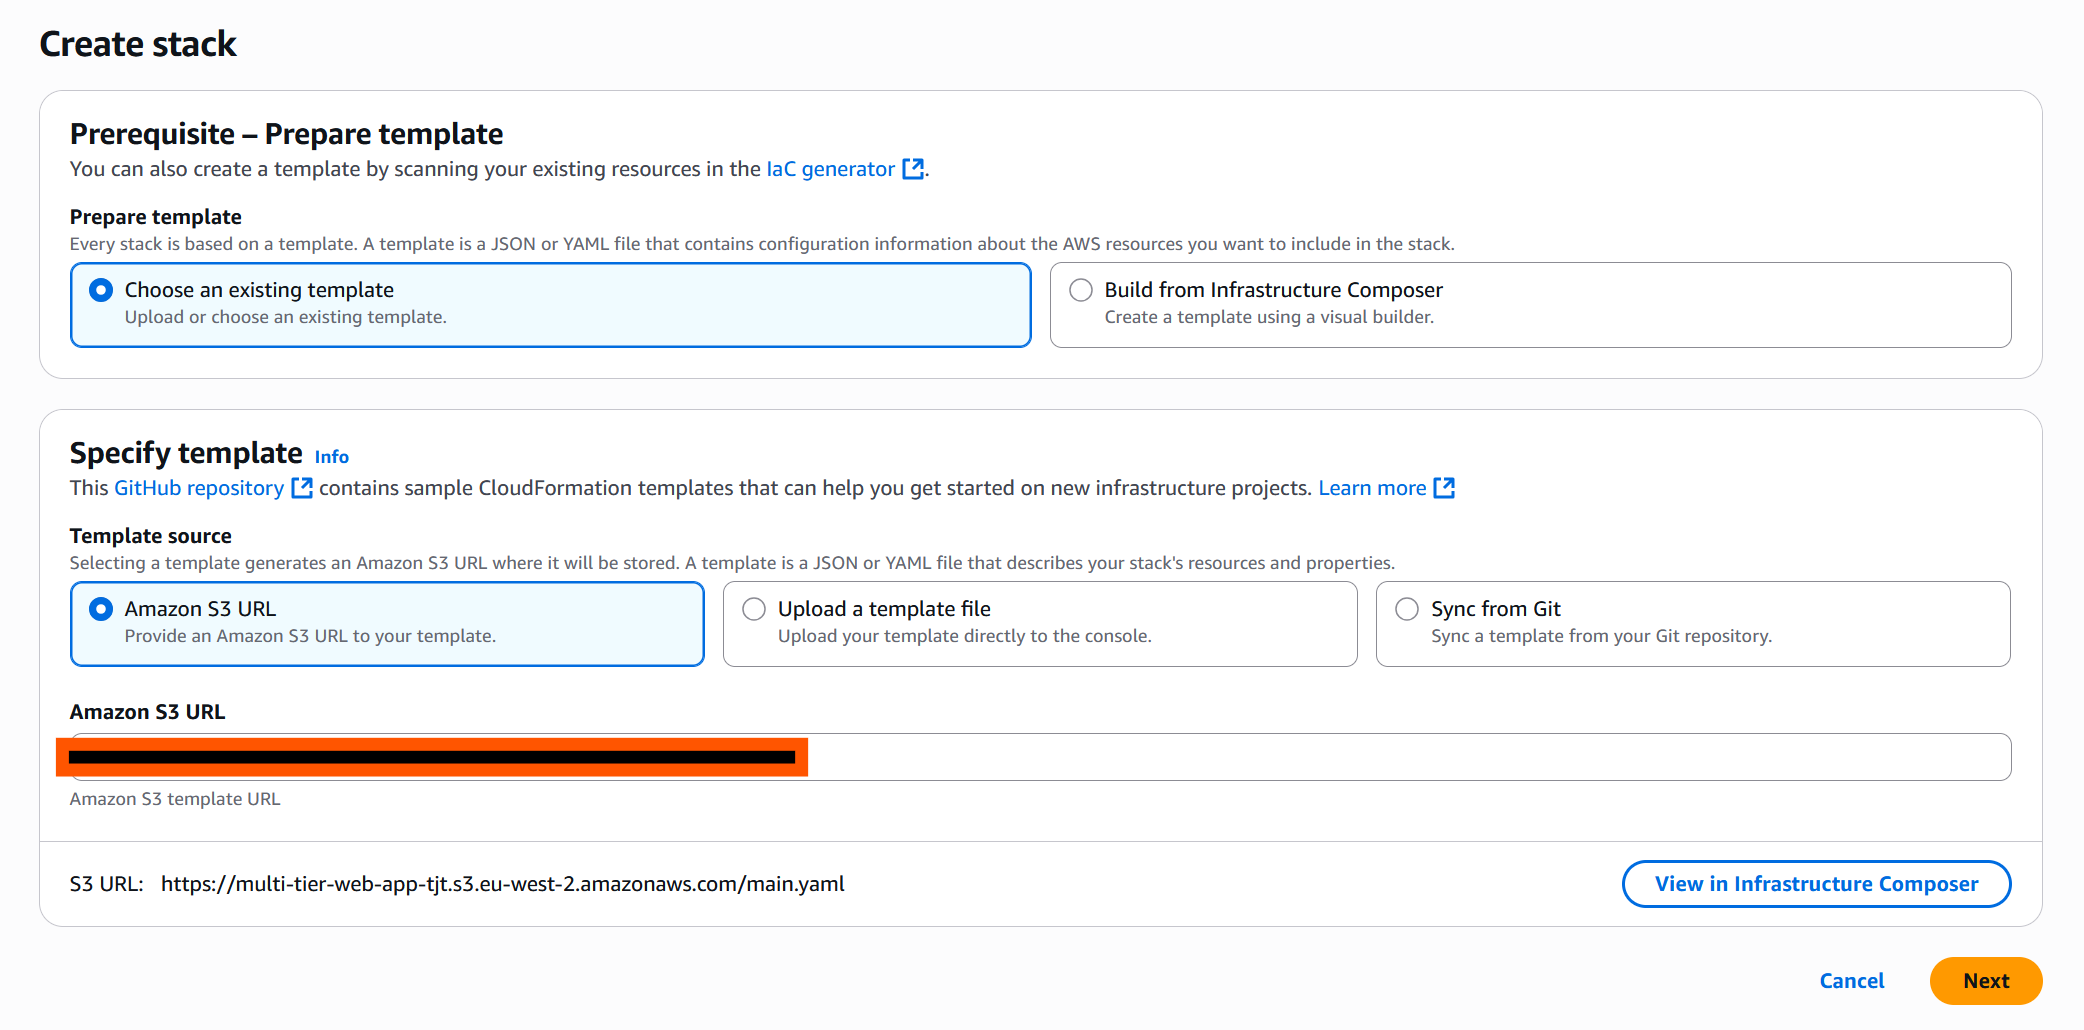 Create stack
Prerequisite – Prepare template
You can also create a template by scanning your existing resources in the IaC generator.
Prepare template
Every stack is based on a template. A template is a JSON or YAML file that contains configuration information about the AWS resources you want to include in the stack.
Choose an existing template
Upload or choose an existing template.
Build from Infrastructure Composer
Create a template using a visual builder.
Specify template Info
This GitHub repository contains sample CloudFormation templates that can help you get started on new infrastructure projects. Learn more
Template source
Selecting a template generates an Amazon S3 URL where it will be stored. A template is a JSON or YAML file that describes your stack's resources and properties.
Amazon S3 URL
Provide an Amazon S3 URL to your template.
Upload a template file
Upload your template directly to the console.
Sync from Git
Sync a template from your Git repository.
Amazon S3 URL
Amazon S3 template URL
S3 URL: https://multi-tier-web-app-tjt.s3.eu-west-2.amazonaws.com/main.yaml
View in Infrastructure Composer
Cancel
Next